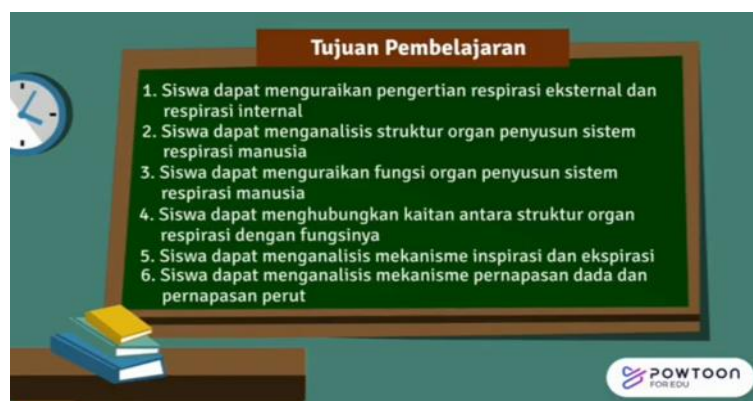 Tujuan Pembelajaran
1. Siswa dapat menguraikan pengertian respirasi eksternal dan
respirasi internal
2. Siswa dapat menganalisis struktur organ penyusun sistem
respirasi manusia
3. Siswa dapat menguraikan fungsi organ penyusun sistem
respirasi manusia
4. Siswa dapat menghubungkan kaitan antara struktur organ
respirasi dengan fungsinya
5. Siswa dapat menganalisis mekanisme inspirasi dan ekspirasi
6. Siswa dapat menganalisis mekanisme pernapasan dada dan
pernapasan perut
POWTOON
FOR EDU